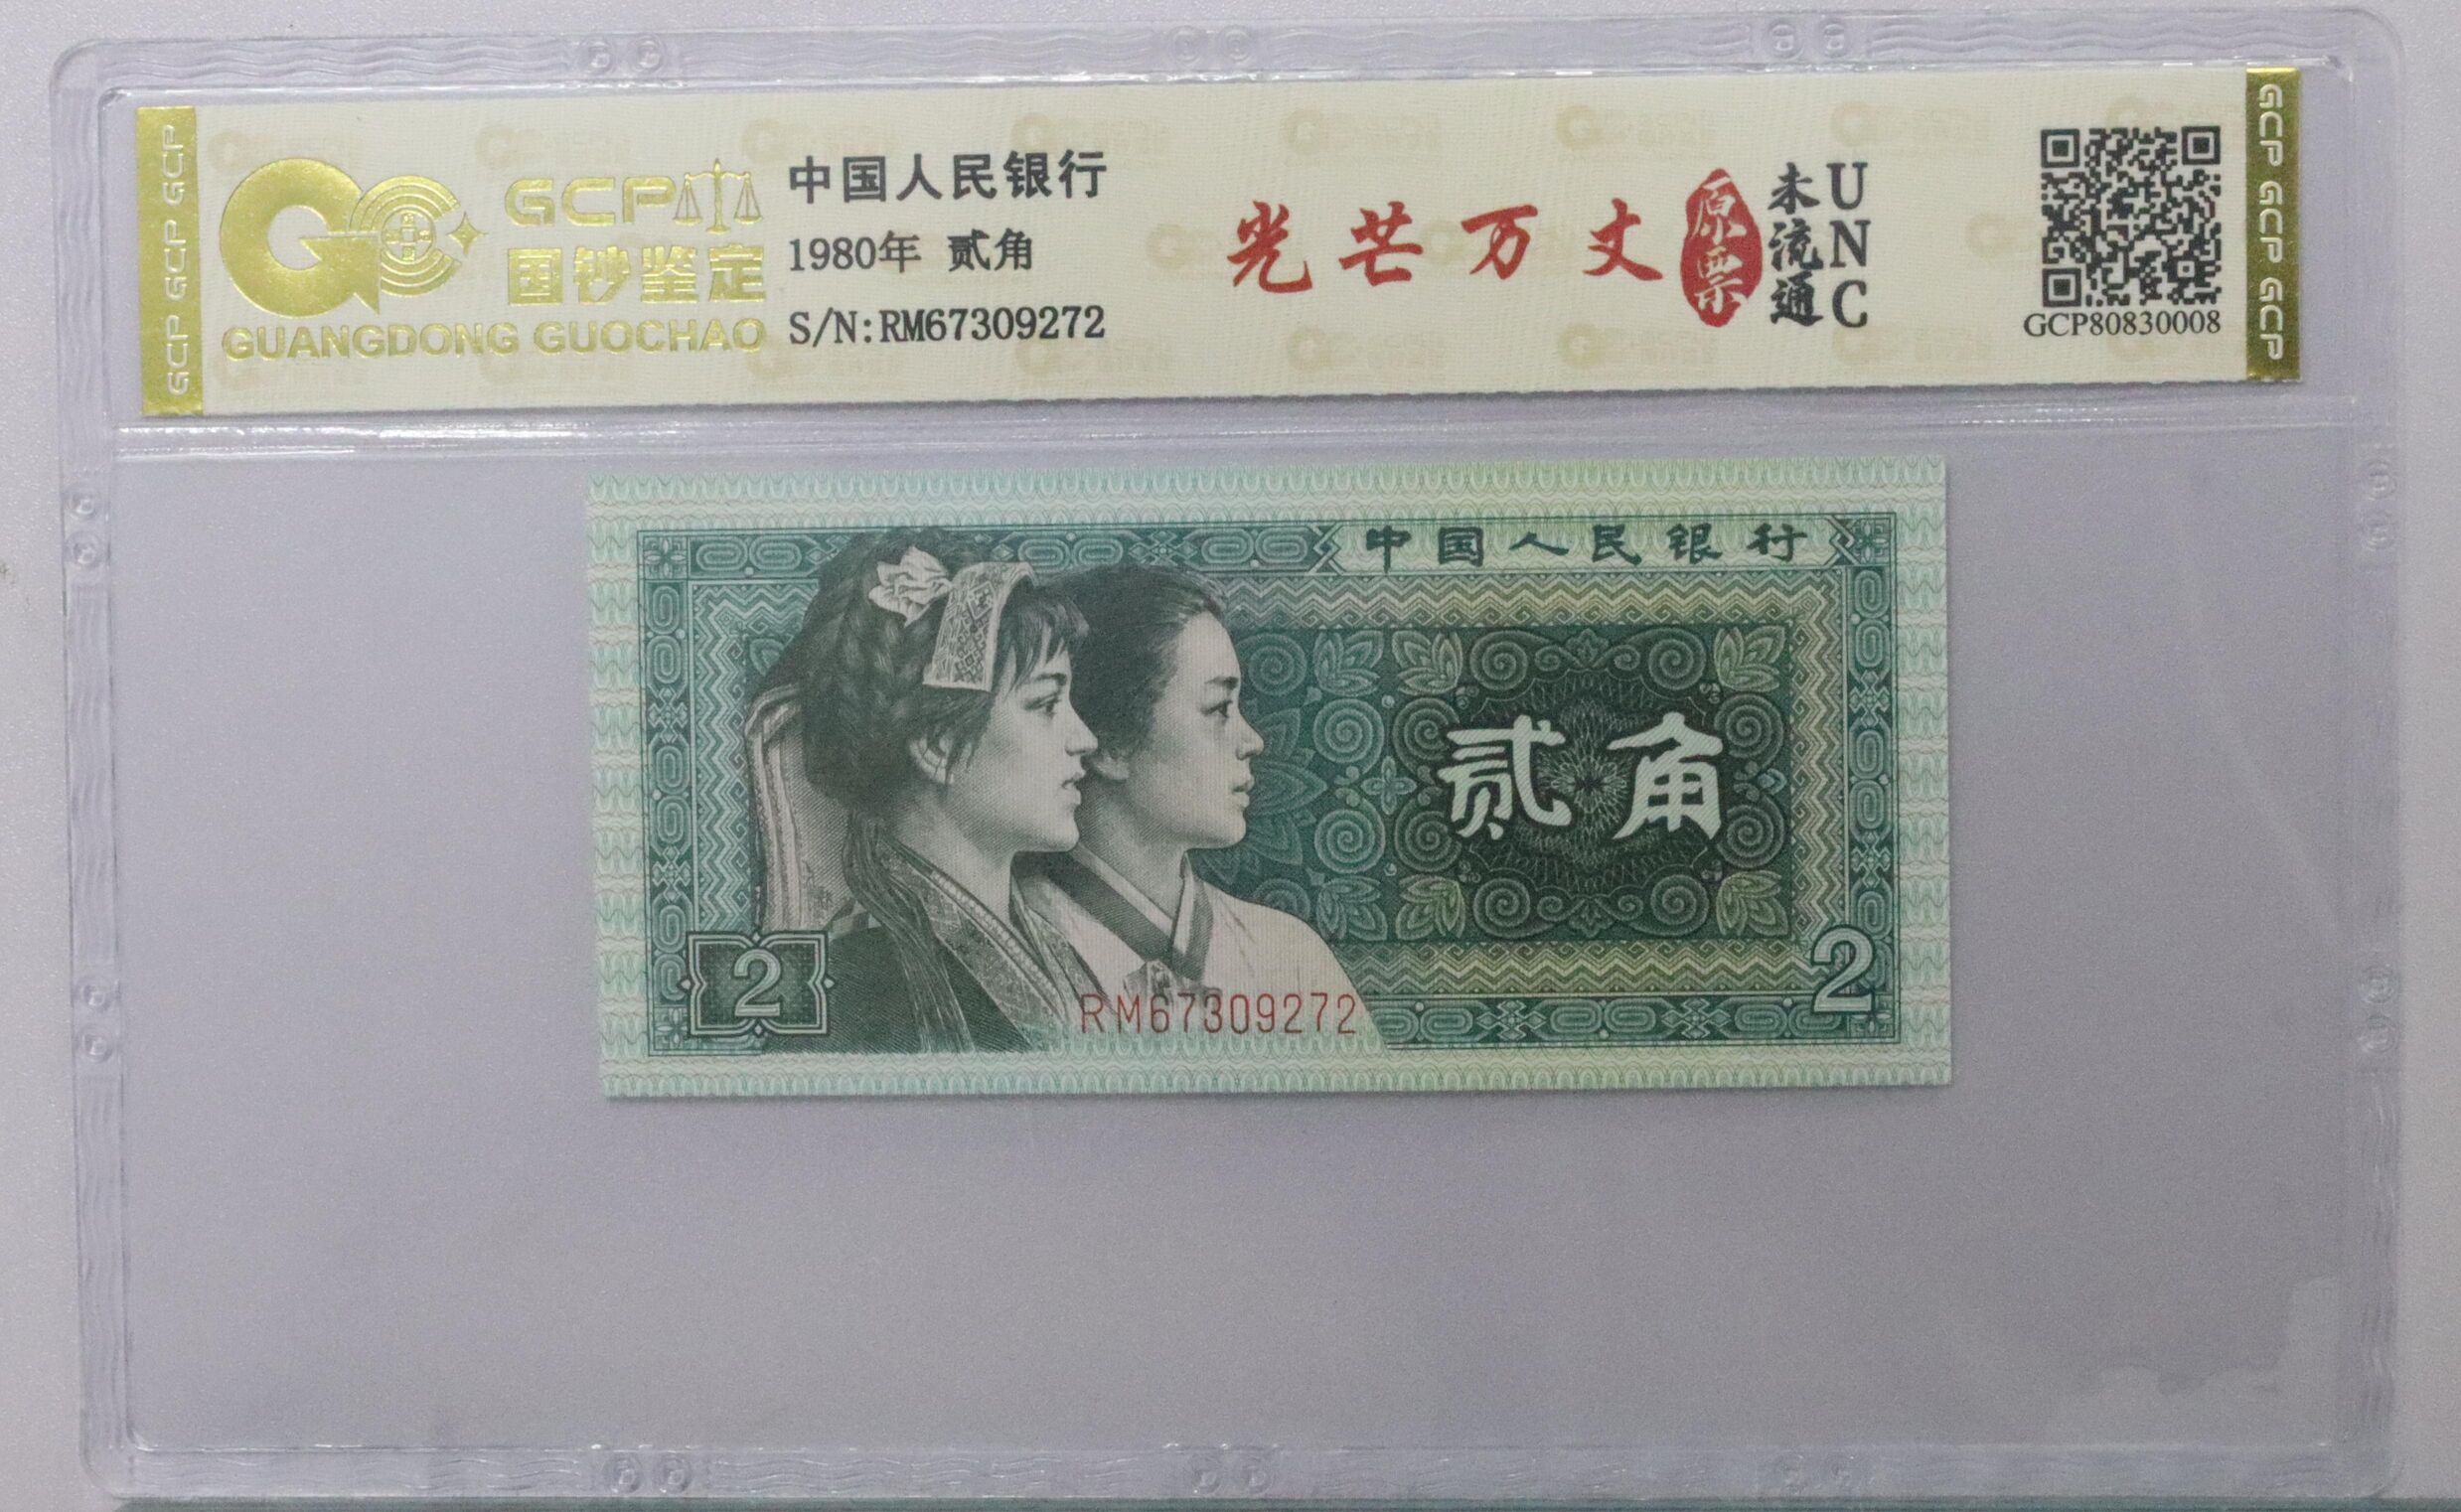 GCP GCP GCP
GCP
国钞鉴定
GUANGDONG GUOCHAO
中国人民银行
1980年 贰角
S/N:RM67309272
光芒万丈
原票
未流通
UNC
GCP80830008
GCP GCP GCP
中国人民银行
贰角
2
2
RM67309272